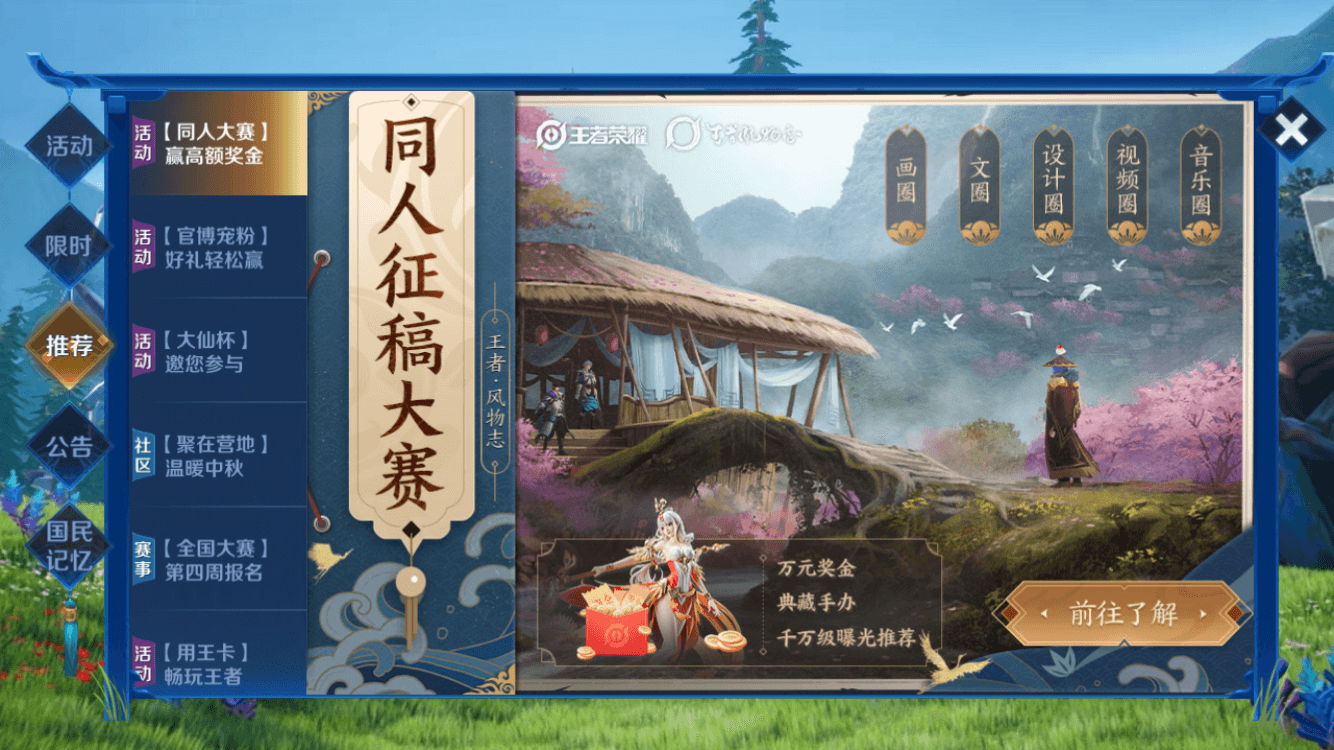 活动
限时
推荐
公告
国民
记忆
活动
【同人大赛】
赢高额奖金
活动
【官博宠粉】
好礼轻松赢
活动
【大仙杯】
邀您参与
社区
【聚在营地】
温暖中秋
赛事
【全国大赛】
第四周报名
活动
【用王卡】
畅玩王者
同人征稿大赛
王者·风物志
王者荣耀
画圈
文圈
设计圈
视频圈
音乐圈
万元奖金
典藏手办
千万级曝光推荐
前往了解